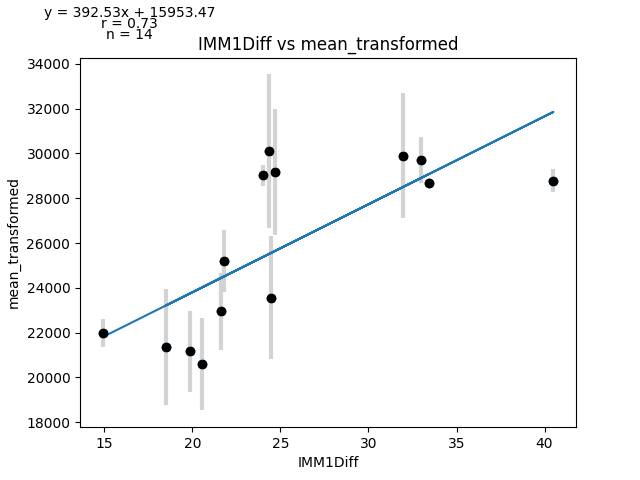 y = 392.53x + 15953.47
r = 0.73
n = 14
IMM1Diff vs mean_transformed
34000
32000
30000
28000
26000
24000
22000
20000
18000
mean_transformed
15 20 25 30 35 40
IMM1Diff